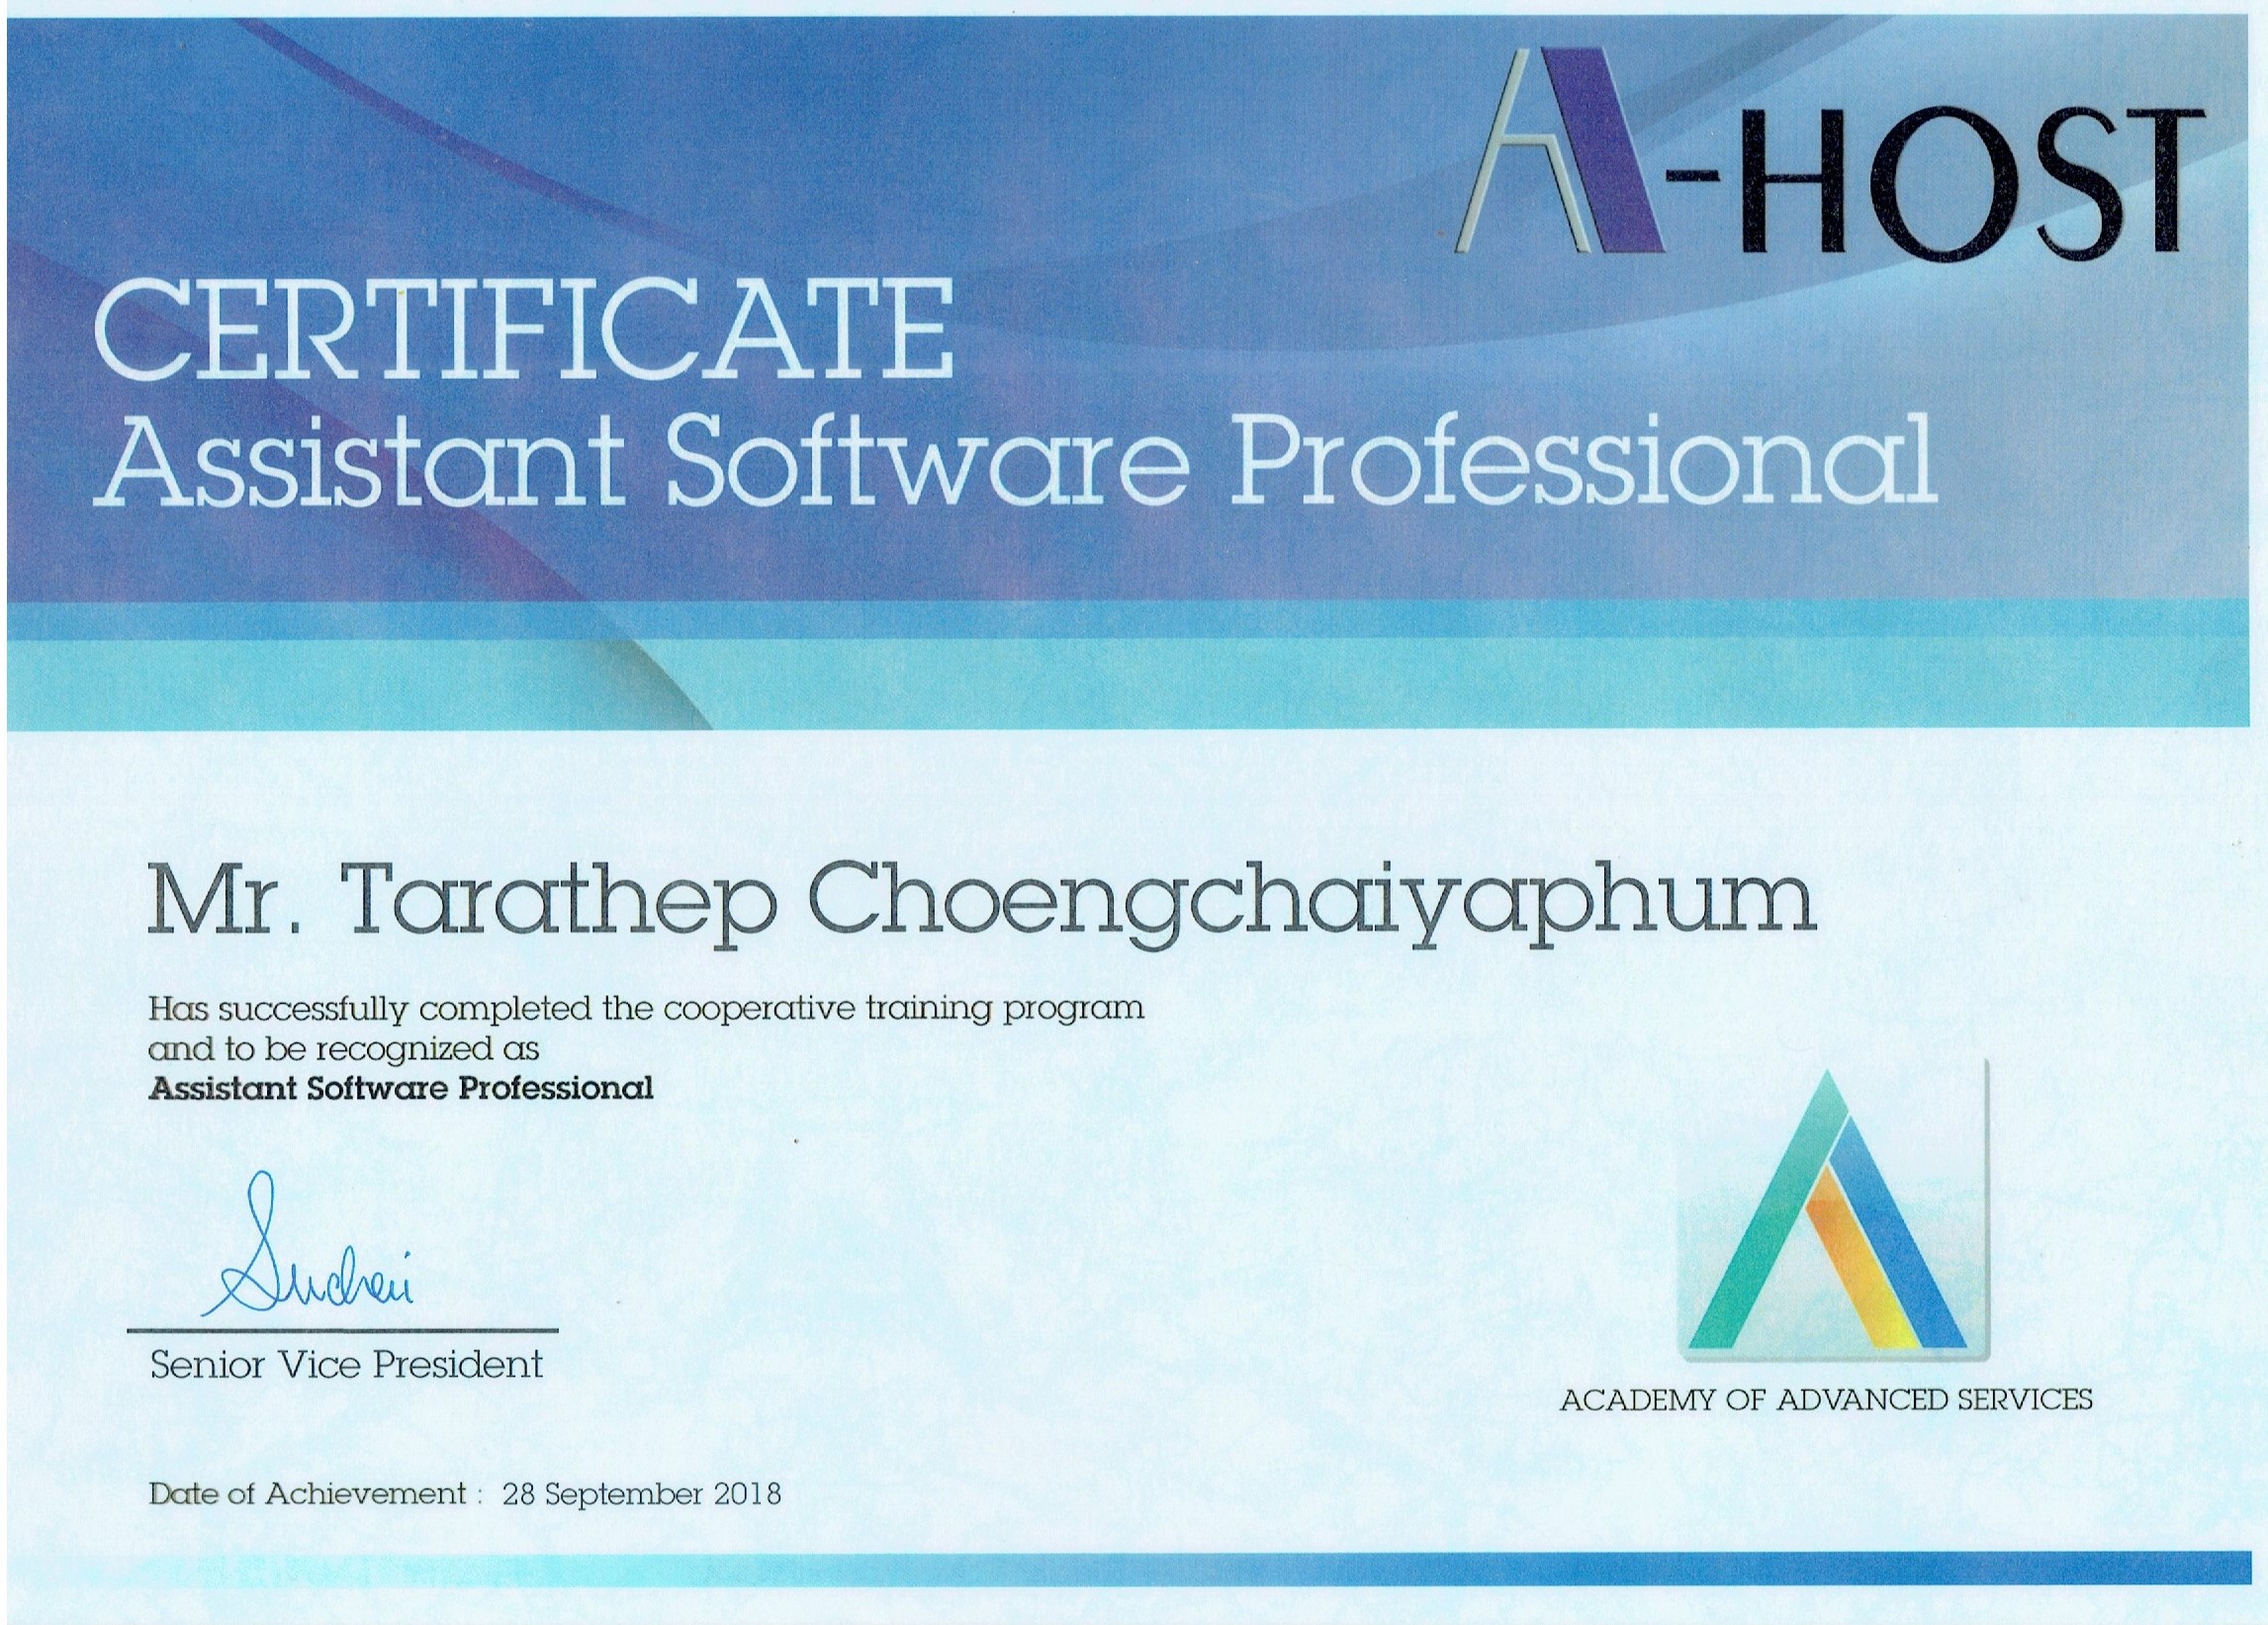 A-HOST
CERTIFICATE
Assistant Software Professional
Mr. Tarathep Choengchaiyaphum
Has successfully completed the cooperative training program
and to be recognized as
Assistant Software Professional
Suchai
Senior Vice President
ACADEMY OF ADVANCED SERVICES
Date of Achievement : 28 September 2018